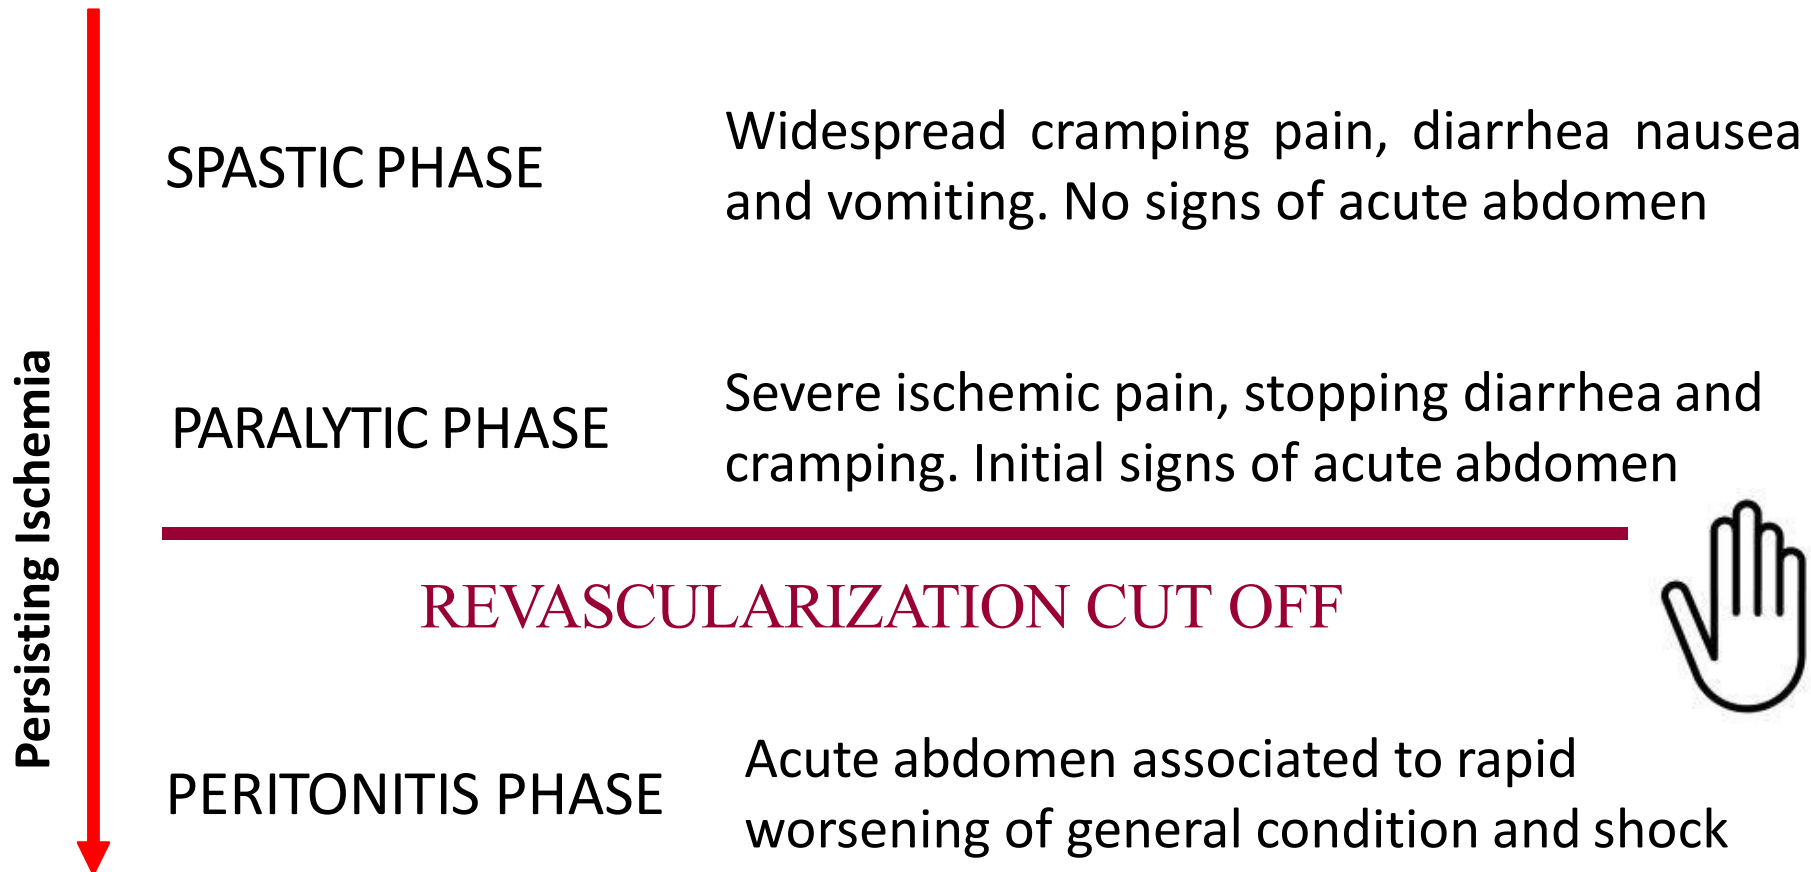 SPASTIC PHASE
Widespread cramping pain, diarrhea nausea
and vomiting. No signs of acute abdomen
Persisting Ischemia
PARALYTIC PHASE
Severe ischemic pain, stopping diarrhea and
cramping. Initial signs of acute abdomen
REVASCULARIZATION CUT OFF
PERITONITIS PHASE
Acute abdomen associated to rapid
worsening of general condition and shock